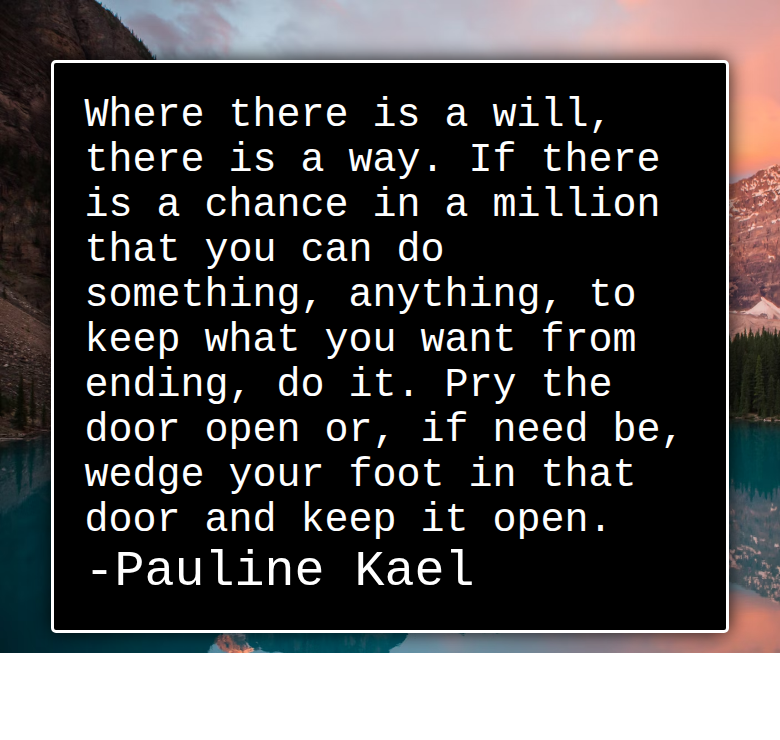 Where there is a will,
there is a way. If there
is a chance in a million
that you can do
something, anything, to
keep what you want from
ending, do it. Pry the
door open or, if need be,
wedge your foot in that
door and keep it open.
-Pauline Kael